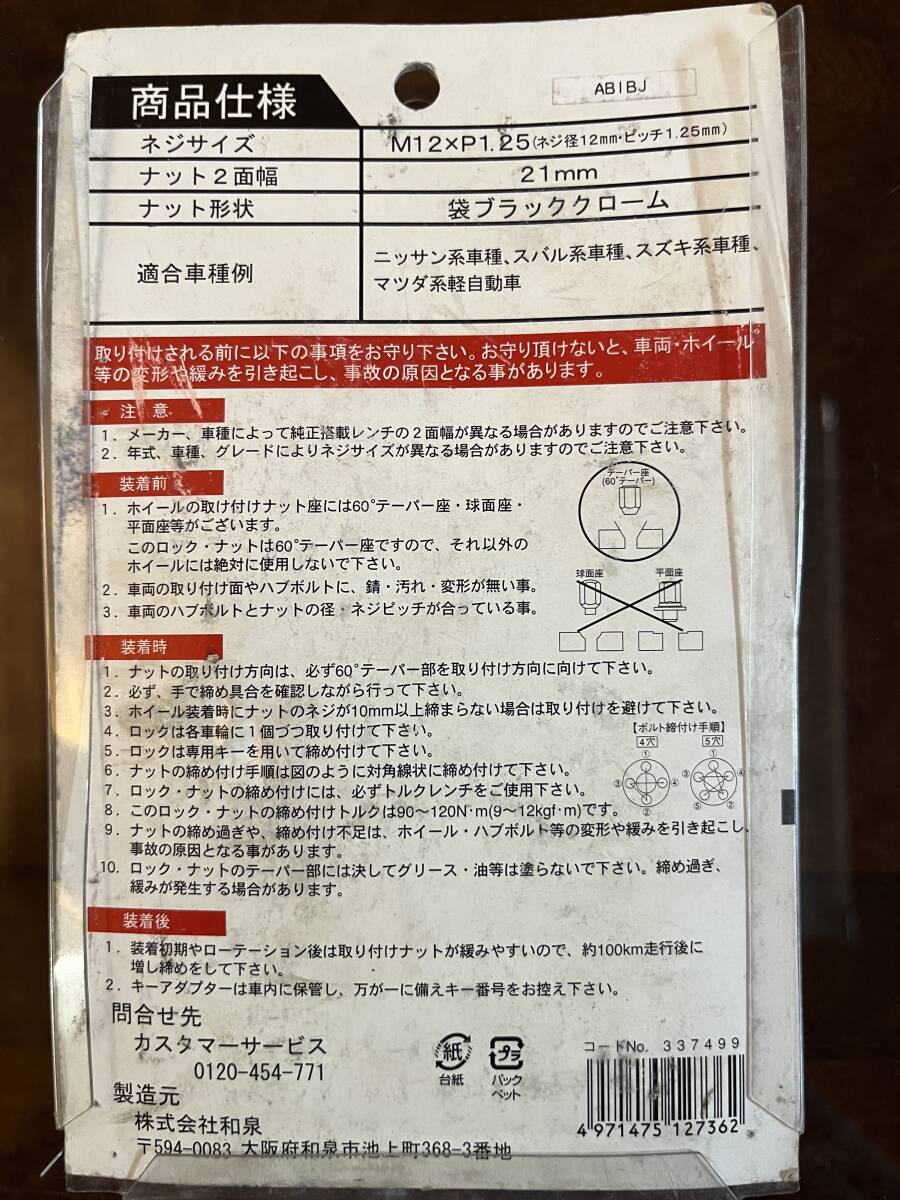 商品仕様
ABIBJ
ネジサイズ M12×P1.25(ネジ径12mm・ピッチ1.25mm)
ナット2面幅 21mm
ナット形状 袋ブラッククローム
適合車種例 ニッサン系車種、スバル系車種、スズキ系車種、
マツダ系軽自動車
取り付けされる前に以下の事項をお守り下さい。お守り頂けないと、車両・ホイール
等の変形や緩みを引き起こし、事故の原因となる事があります。
注 意
1. メーカー、車種によって純正搭載レンチの2面幅が異なる場合がありますのでご注意下さい。
2. 年式、車種、グレードによりネジサイズが異なる場合がありますのでご注意下さい。
装着前
1. ホイールの取け付けナット座には60°テーパー座・球面座・
平面座等がございます。
このロック・ナットは60°テーパー座ですので、それ以外の
ホイールには絶対に使用しないで下さい。
2. 車両の取り付け面やハブボルトに、錆・汚れ・変形が無い事。
3. 車両のハブボルトとナットの径・ネジピッチが合っている事。
テーパー座
(60°テーパー)
球面座 平面座
装着時
1. ナットの取り付け方向は、必ず60°テーパー部を取り付け方向に向けて下さい。
2. 必ず、手で締め具合を確認しながら行って下さい。
3. ホイール装着時にナットのネジが10mm以上締まらない場合は取り付けを避けて下さい。
4. ロックは各車輪に1個づつ取り付けて下さい。
5. ロックは専用キーを用いて締め付けて下さい。
6. ナットの締め付け手順は図のように対角線状に締め付けて下さい。
7. ロック・ナットの締め付けには、必ずトルクレンチをご使用下さい。
8. このロック・ナットの締め付けトルクは90〜120N・m(9〜12kgf・m)です。
9. ナットの締め過ぎや、締め付け不足は、ホイール・ハブボルト等の変形や緩みを引き起こし、
事故の原因となる事があります。
10. ロック・ナットのテーパー部には決してグリース・油等は塗らないで下さい。締め過ぎ、
緩みが発生する場合があります。
【ボルト締付け手順】
4穴 5穴
① ①
③ ④ ③ ④
② ⑤ ②
装着後
1. 装着初期やローテーション後は取り付けナットが緩みやすいので、約100km走行後に
増し締めをして下さい。
2. キーアダプターは車内に保管し、万が一に備えキー番号をお控え下さい。
問合せ先
カスタマーサービス
0120-454-771
製造元
株式会社和泉
〒594-0083 大阪府和泉市池上町368-3番地
紙
台紙
プラ
パック
ペット
コードNo. 337499
4 971475 127362